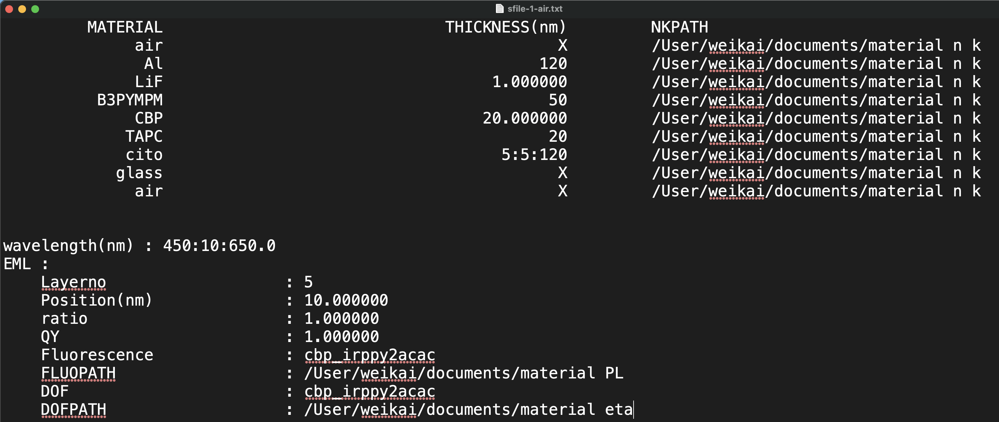 sfile-1-air.txt
MATERIAL THICKNESS(nm) NKPATH
air X /User/weikai/documents/material n k
Al 120 /User/weikai/documents/material n k
LiF 1.000000 /User/weikai/documents/material n k
B3PYMPM 50 /User/weikai/documents/material n k
CBP 20.000000 /User/weikai/documents/material n k
TAPC 20 /User/weikai/documents/material n k
cito 5:5:120 /User/weikai/documents/material n k
glass X /User/weikai/documents/material n k
air X /User/weikai/documents/material n k
wavelength(nm) : 450:10:650.0
EML :
Layerno : 5
Position(nm) : 10.000000
ratio : 1.000000
QY : 1.000000
Fluorescence : cbp_irppy2acac
FLUOPATH : /User/weikai/documents/material PL
DOF : cbp_irppy2acac
DOFPATH : /User/weikai/documents/material eta